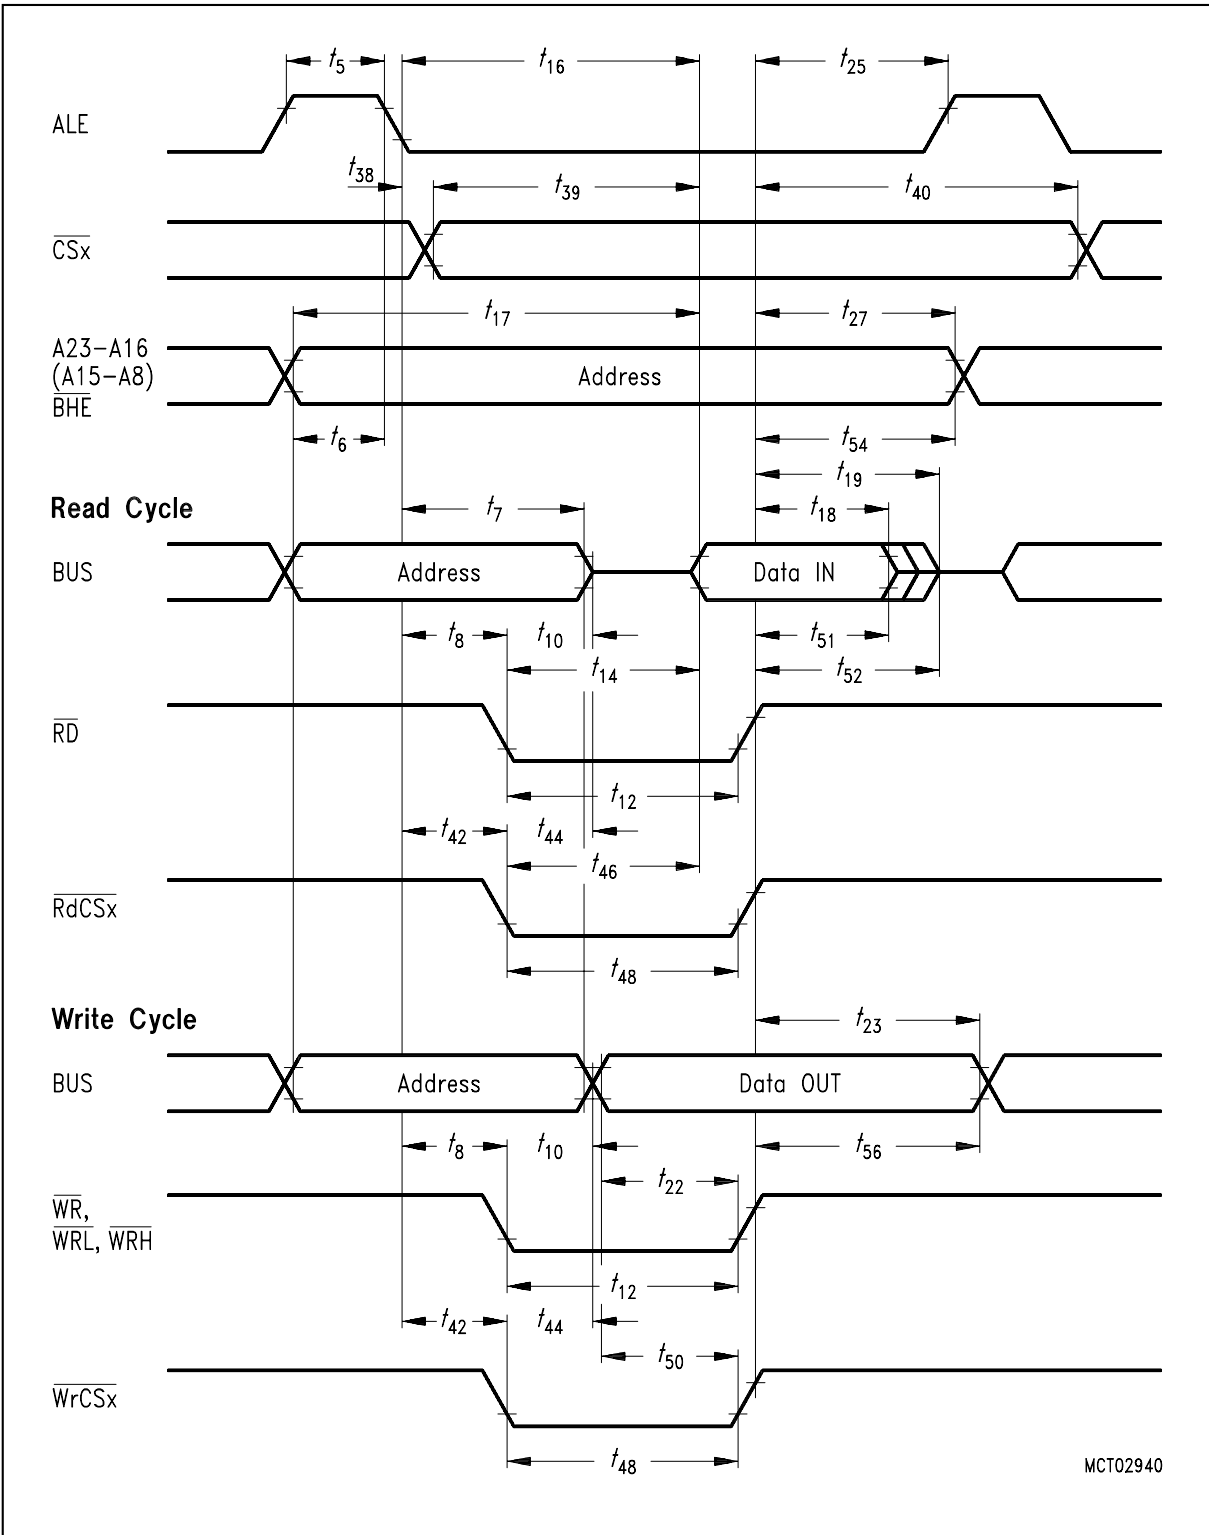 t5 t16 t25
ALE
t38 t39 t40
CSx
t17 t27
A23-A16
(A15-A8)
BHE
Address
t6 t54
t19
Read Cycle
t7 t18
BUS Address Data IN
t8 t10 t51
t14 t52
RD
t12
t42 t44
t46
RdCSx
t48
Write Cycle
t23
BUS Address Data OUT
t8 t10 t56
t22
WR,
WRL, WRH
t12
t42 t44
t50
WrCSx
t48
MCT02940